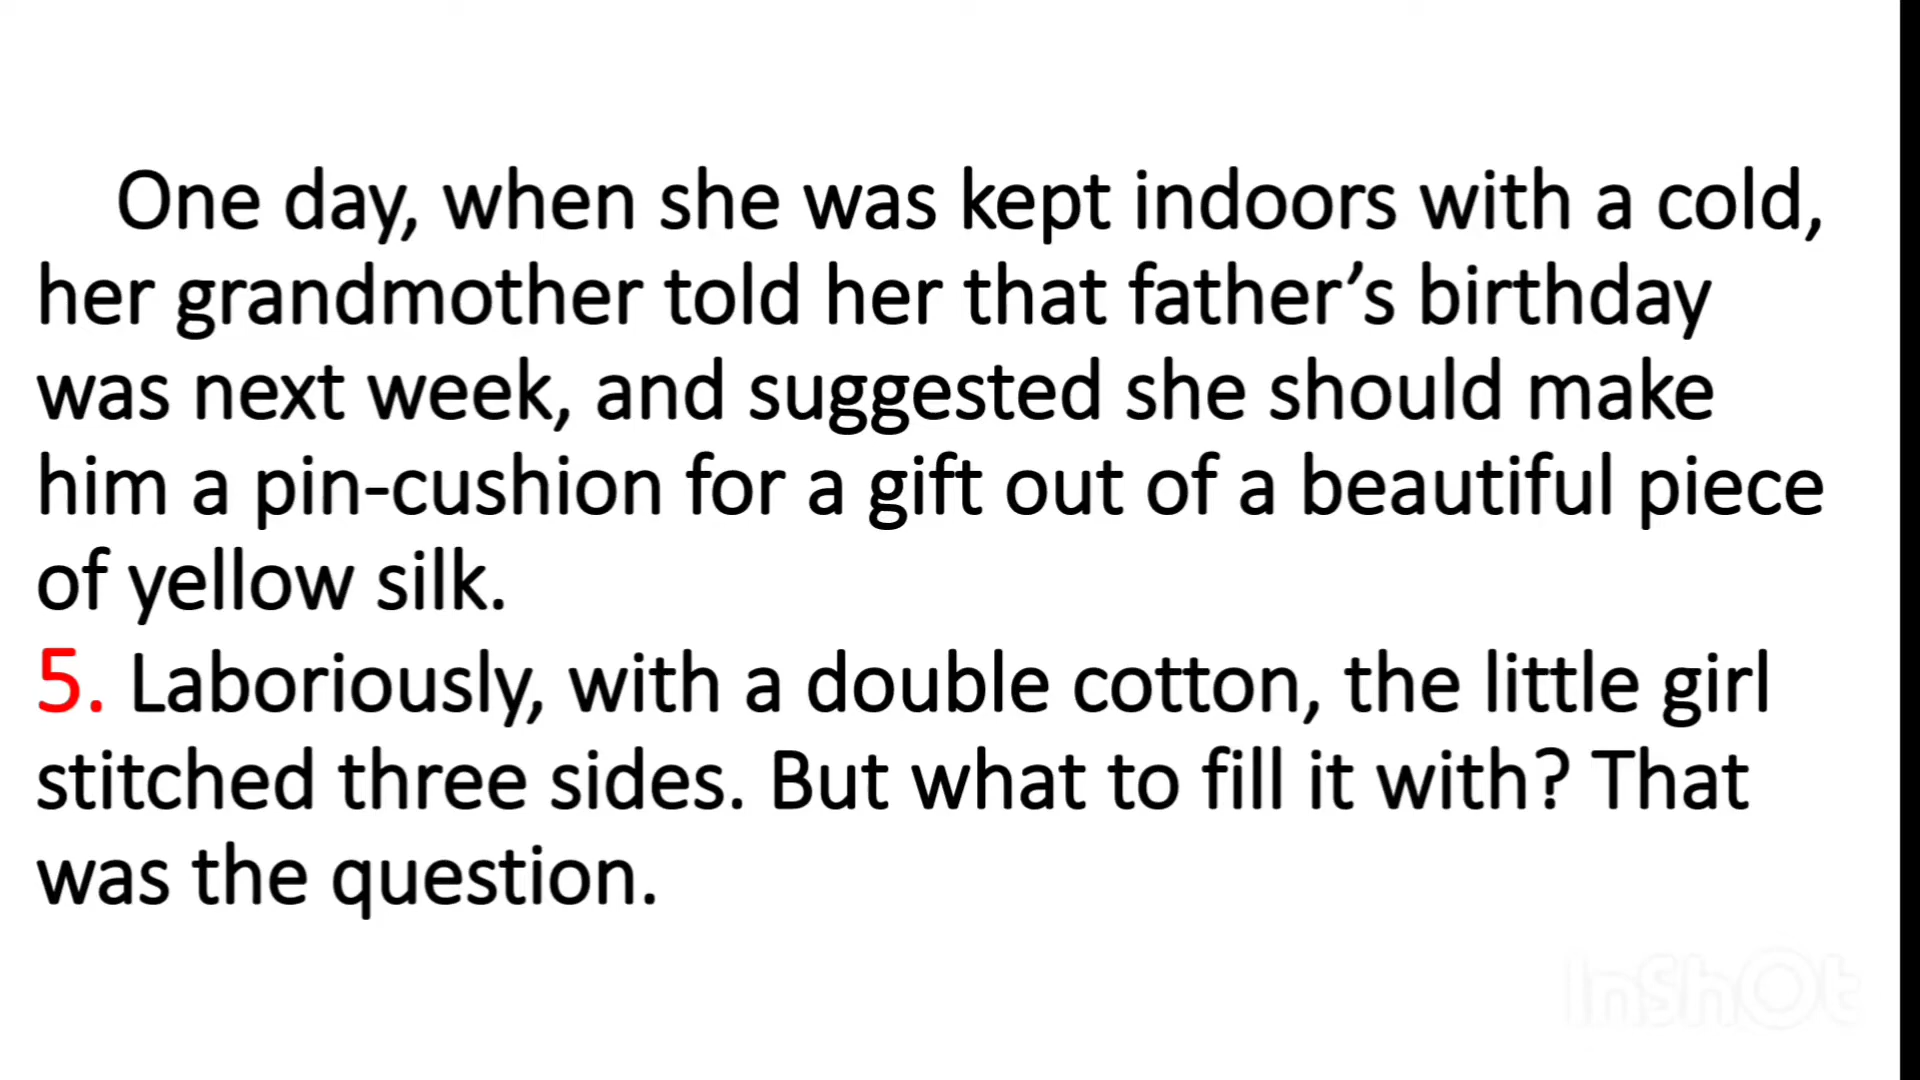 One day, when she was kept indoors with a cold,
her grandmother told her that father’s birthday
was next week, and suggested she should make
him a pin-cushion for a gift out of a beautiful piece
of yellow silk.
5. Laboriously, with a double cotton, the little girl
stitched three sides. But what to fill it with? That
was the question.
InShOt